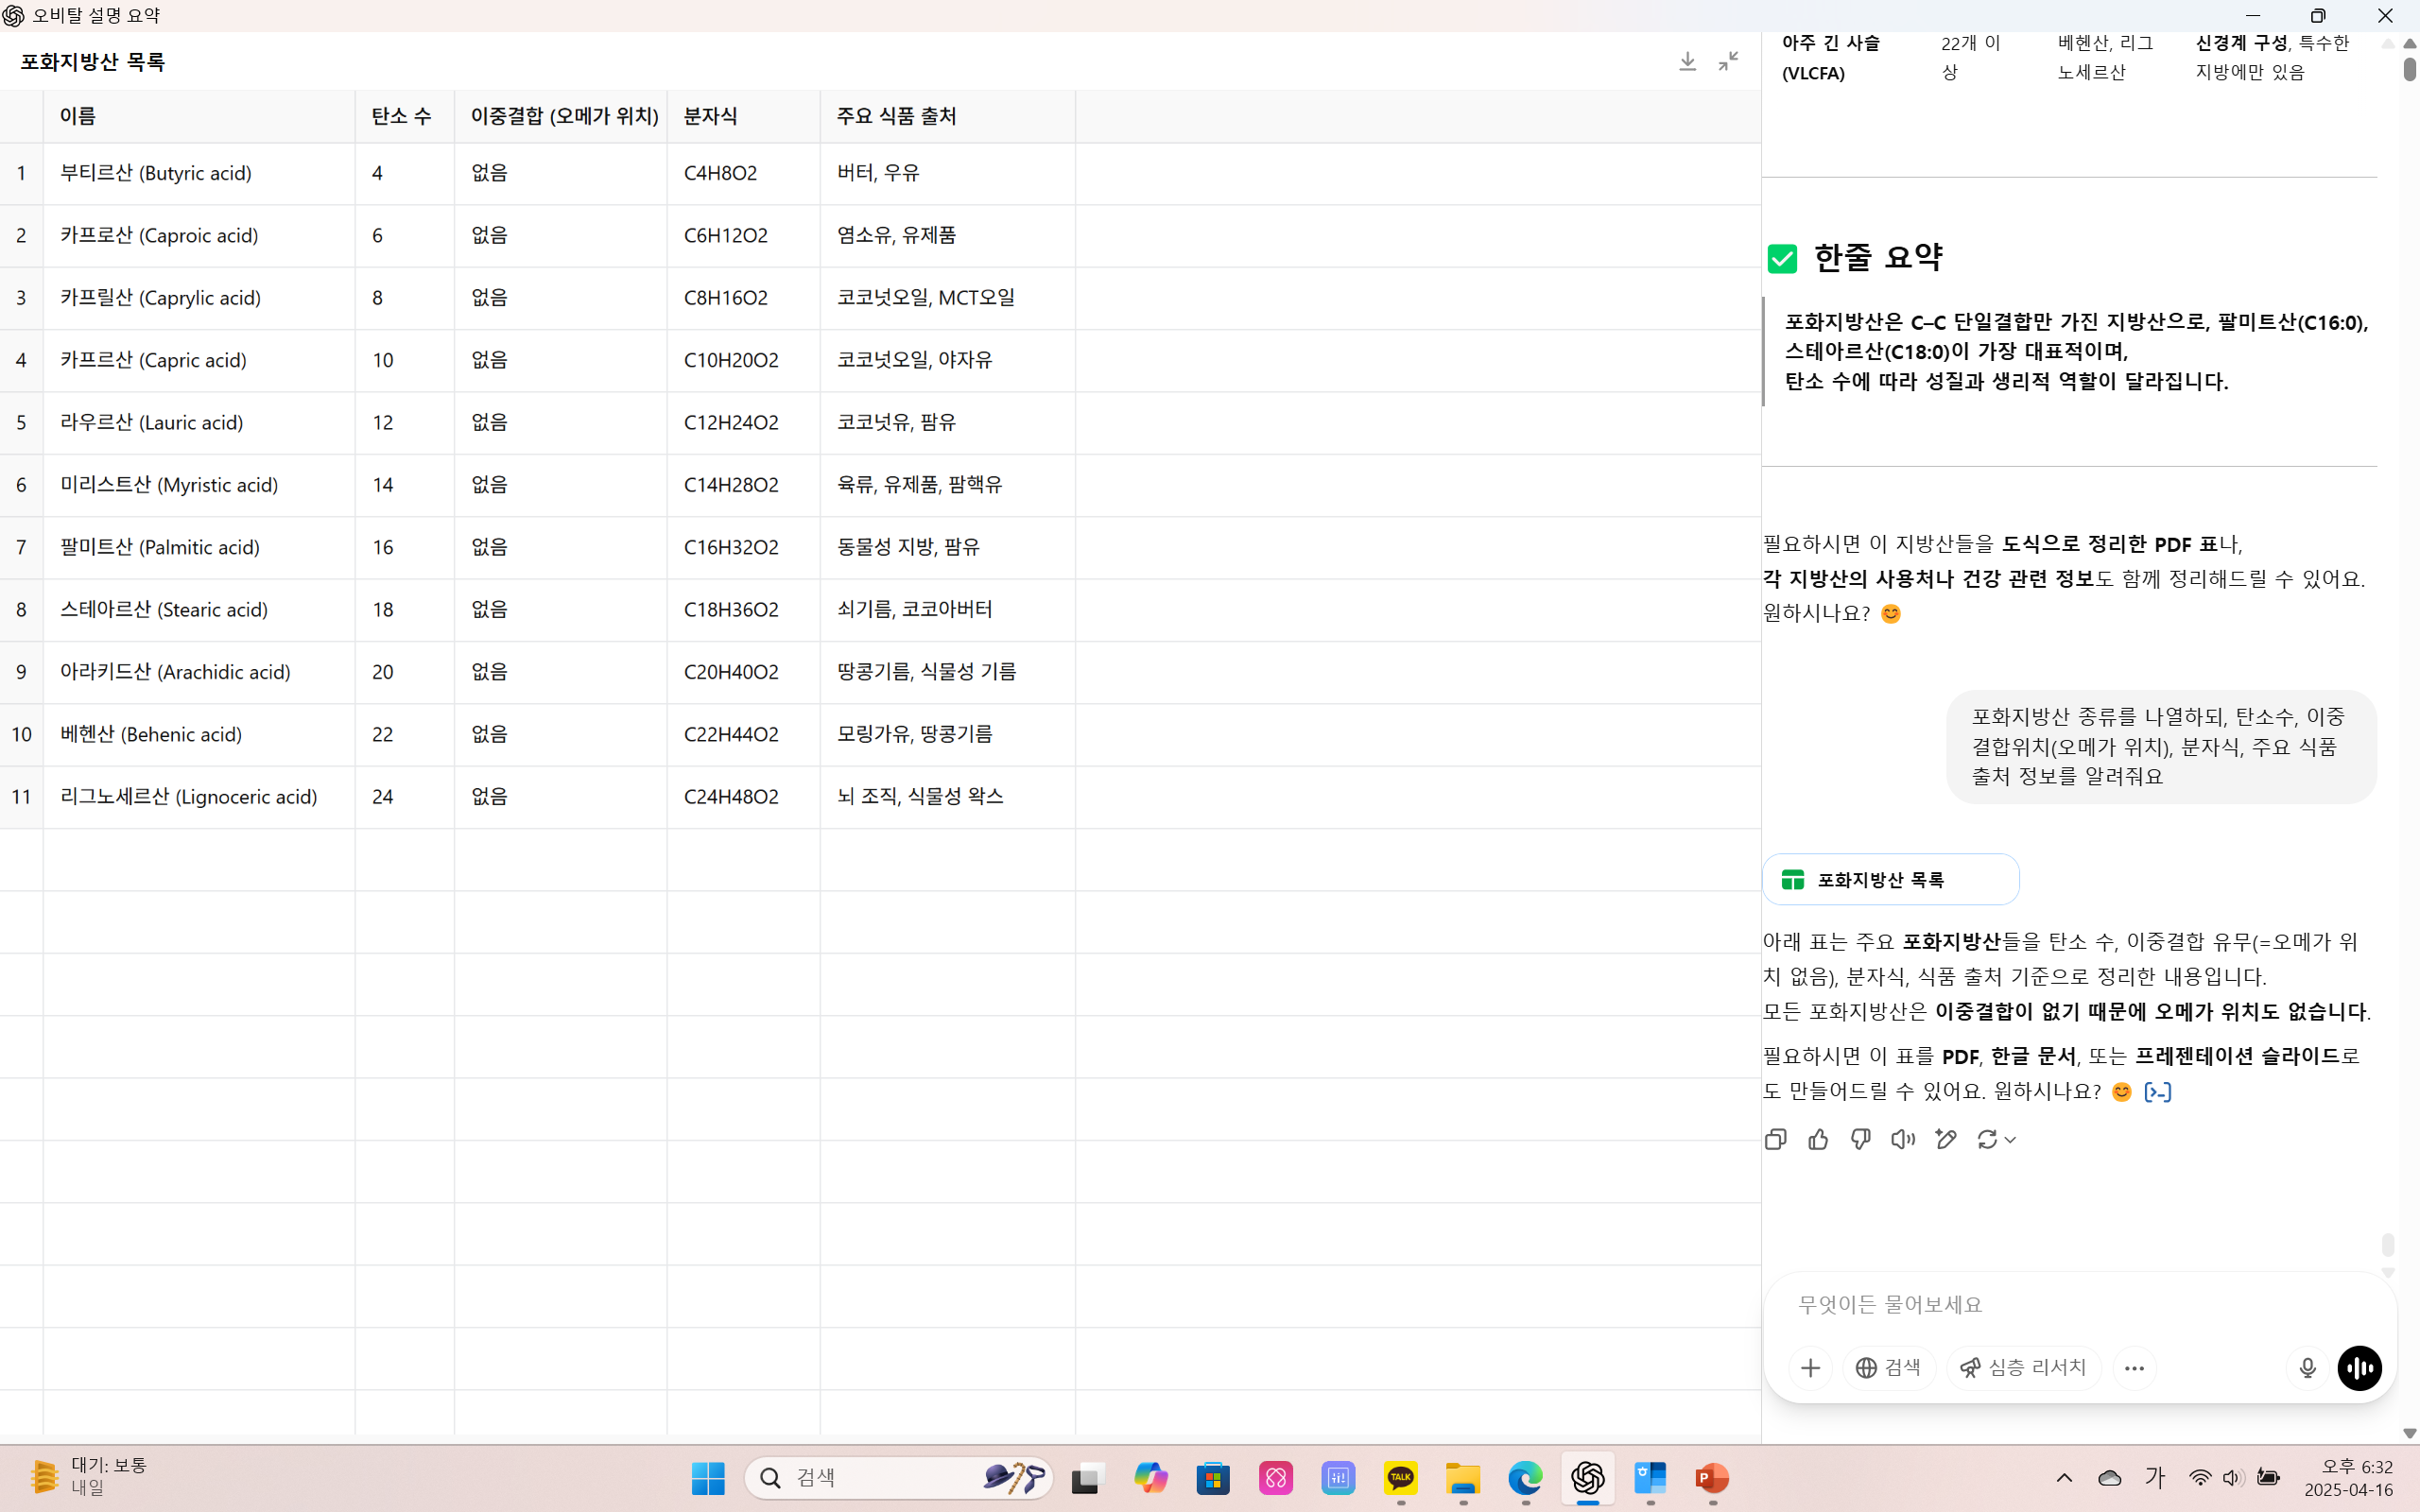 오비탈 설명 요약
포화지방산 목록
이름 탄소 수 이중결합 (오메가 위치) 분자식 주요 식품 출처
1 부티르산 (Butyric acid) 4 없음 C4H8O2 버터, 우유
2 카프로산 (Caproic acid) 6 없음 C6H12O2 염소유, 유제품
3 카프릴산 (Caprylic acid) 8 없음 C8H16O2 코코넛오일, MCT오일
4 카프르산 (Capric acid) 10 없음 C10H20O2 코코넛오일, 야자유
5 라우르산 (Lauric acid) 12 없음 C12H24O2 코코넛유, 팜유
6 미리스트산 (Myristic acid) 14 없음 C14H28O2 육류, 유제품, 팜핵유
7 팔미트산 (Palmitic acid) 16 없음 C16H32O2 동물성 지방, 팜유
8 스테아르산 (Stearic acid) 18 없음 C18H36O2 쇠기름, 코코아버터
9 아라키드산 (Arachidic acid) 20 없음 C20H40O2 땅콩기름, 식물성 기름
10 베헨산 (Behenic acid) 22 없음 C22H44O2 모링가유, 땅콩기름
11 리그노세르산 (Lignoceric acid) 24 없음 C24H48O2 뇌 조직, 식물성 왁스
아주 긴 사슬 22개 이 베헨산, 리그 신경계 구성, 특수한
(VLCFA) 상 노세르산 지방에만 있음
✅ 한줄 요약
포화지방산은 C–C 단일결합만 가진 지방산으로, 팔미트산(C16:0),
스테아르산(C18:0)이 가장 대표적이며,
탄소 수에 따라 성질과 생리적 역할이 달라집니다.
필요하시면 이 지방산들을 도식으로 정리한 PDF 표나,
각 지방산의 사용처나 건강 관련 정보도 함께 정리해드릴 수 있어요.
원하시나요? 😊
포화지방산 종류를 나열하되, 탄소수, 이중
결합위치(오메가 위치), 분자식, 주요 식품
출처 정보를 알려줘요
포화지방산 목록
아래 표는 주요 포화지방산들을 탄소 수, 이중결합 유무(=오메가 위
치 없음), 분자식, 식품 출처 기준으로 정리한 내용입니다.
모든 포화지방산은 이중결합이 없기 때문에 오메가 위치도 없습니다.
필요하시면 이 표를 PDF, 한글 문서, 또는 프레젠테이션 슬라이드로
도 만들어드릴 수 있어요. 원하시나요? 😊
무엇이든 물어보세요
검색 심층 리서치
대기: 보통
내일
검색
TALK
가
오후 6:32
2025-04-16